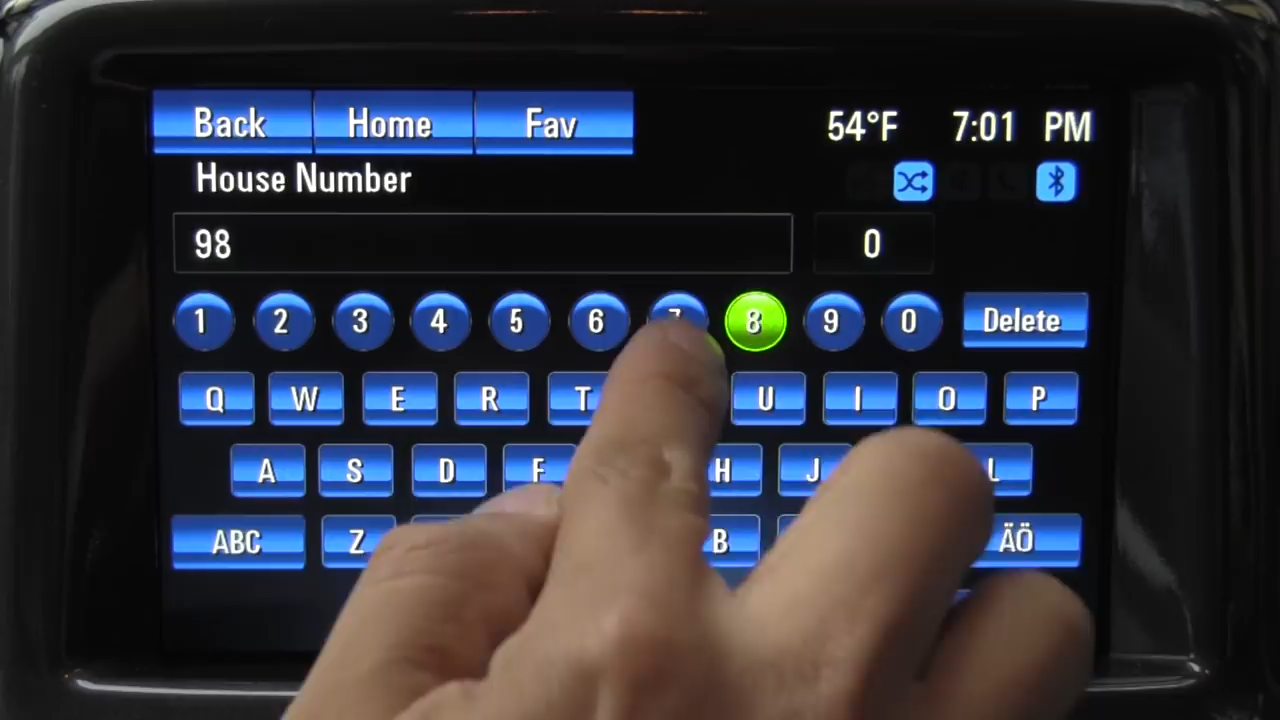 Back Home Fav 54°F 7:01 PM
House Number
98 0
1 2 3 4 5 6 7 8 9 0 Delete
Q W E R T U I O P
A S D F H J L
ABC Z B ÄÖ